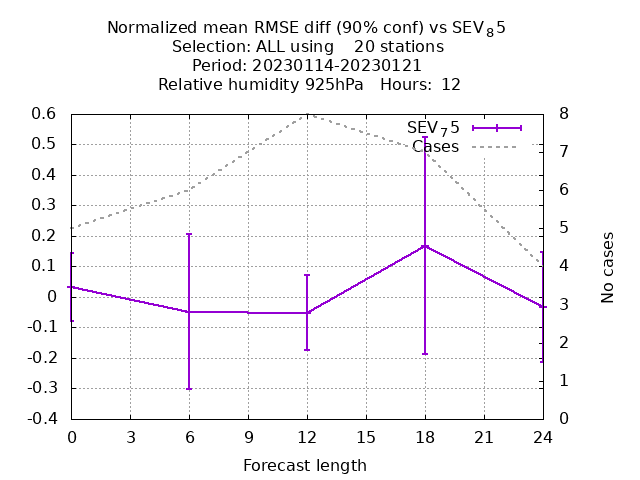 Normalized mean RMSE diff (90% conf) vs SEV₈5
Selection: ALL using    20 stations
Period: 20230114-20230121
Relative humidity 925hPa   Hours:  12
0.6
0.5
0.4
0.3
0.2
0.1
0
-0.1
-0.2
-0.3
-0.4
SEV₇5
Cases
8
7
6
5
4
3
2
1
0
No cases
0 3 6 9 12 15 18 21 24
Forecast length